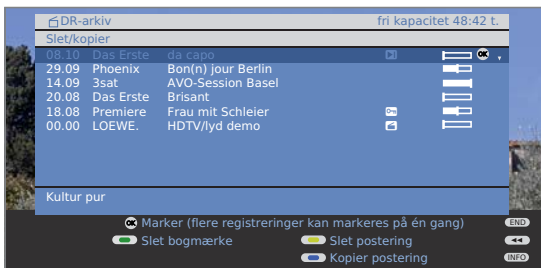 DR-arkiv fri kapacitet 48:42 t.
Slet/kopier
08.10 Das Erste da capo OK
29.09 Phoenix Bon(n) jour Berlin
14.09 3sat AVO-Session Basel
20.08 Das Erste Brisant
18.08 Premiere Frau mit Schleier
00.00 LOEWE. HDTV/lyd demo
Kultur pur
OK Marker (flere registreringer kan markeres på én gang) END
Slet bogmærke Slet postering
Kopier postering INFO